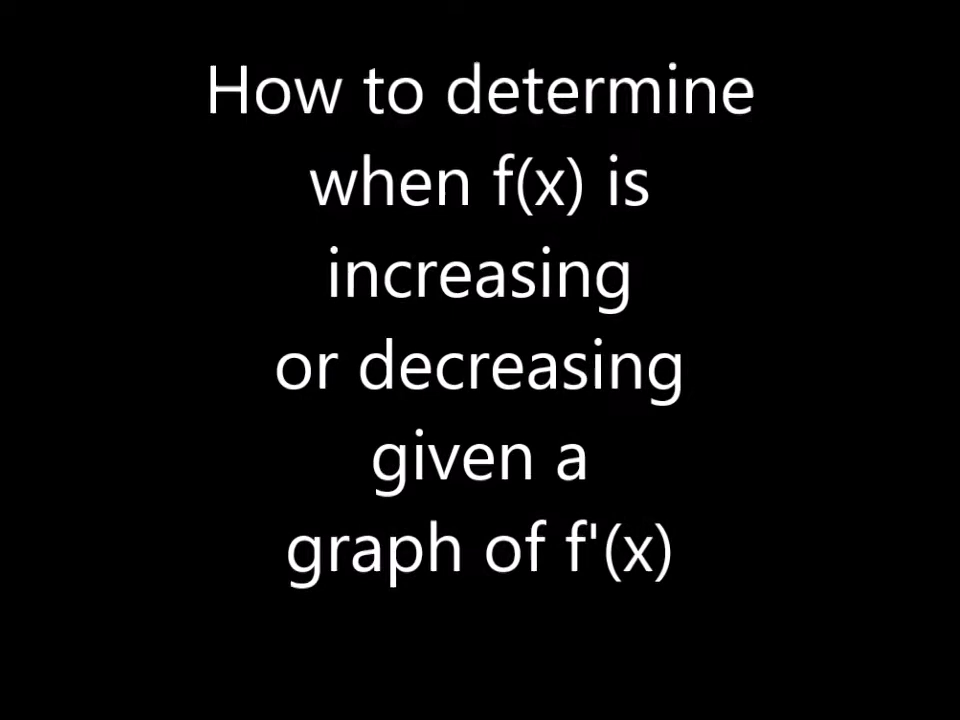 How to determine
when f(x) is
increasing
or decreasing
given a
graph of f'(x)